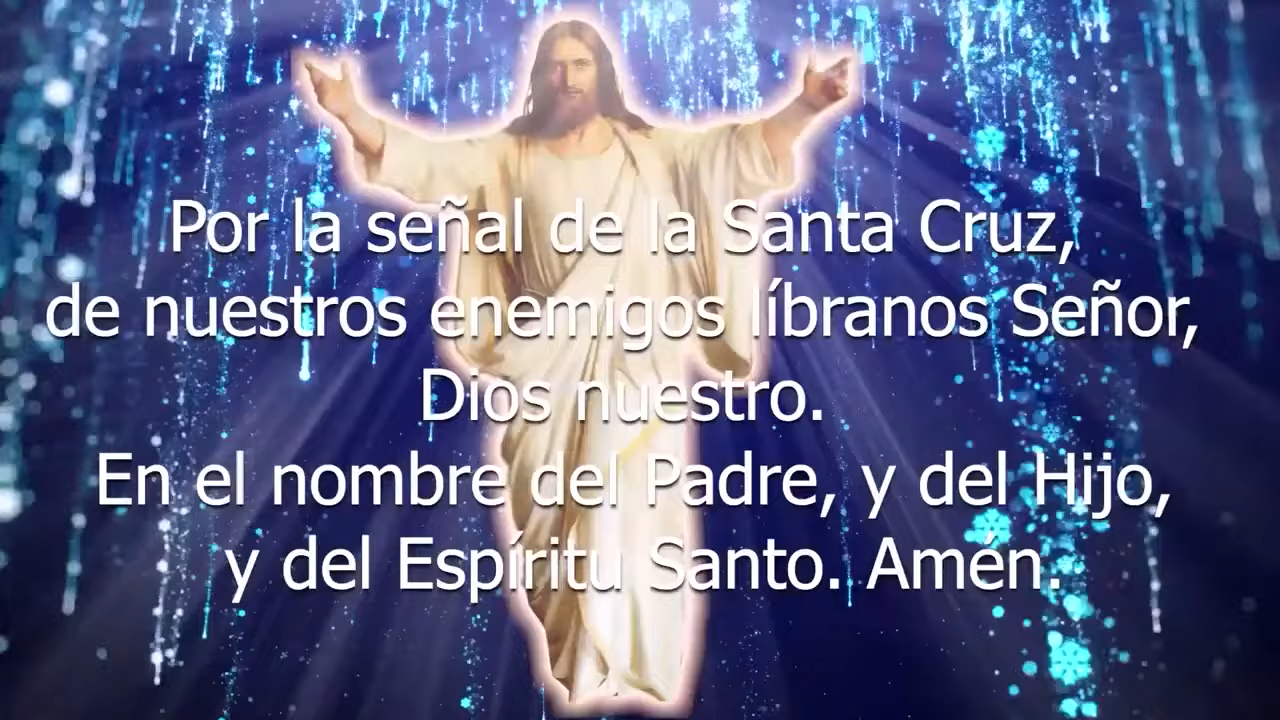 Por la señal de la Santa Cruz,
de nuestros enemigos líbranos Señor,
Dios nuestro.
En el nombre del Padre, y del Hijo,
y del Espíritu Santo. Amén.